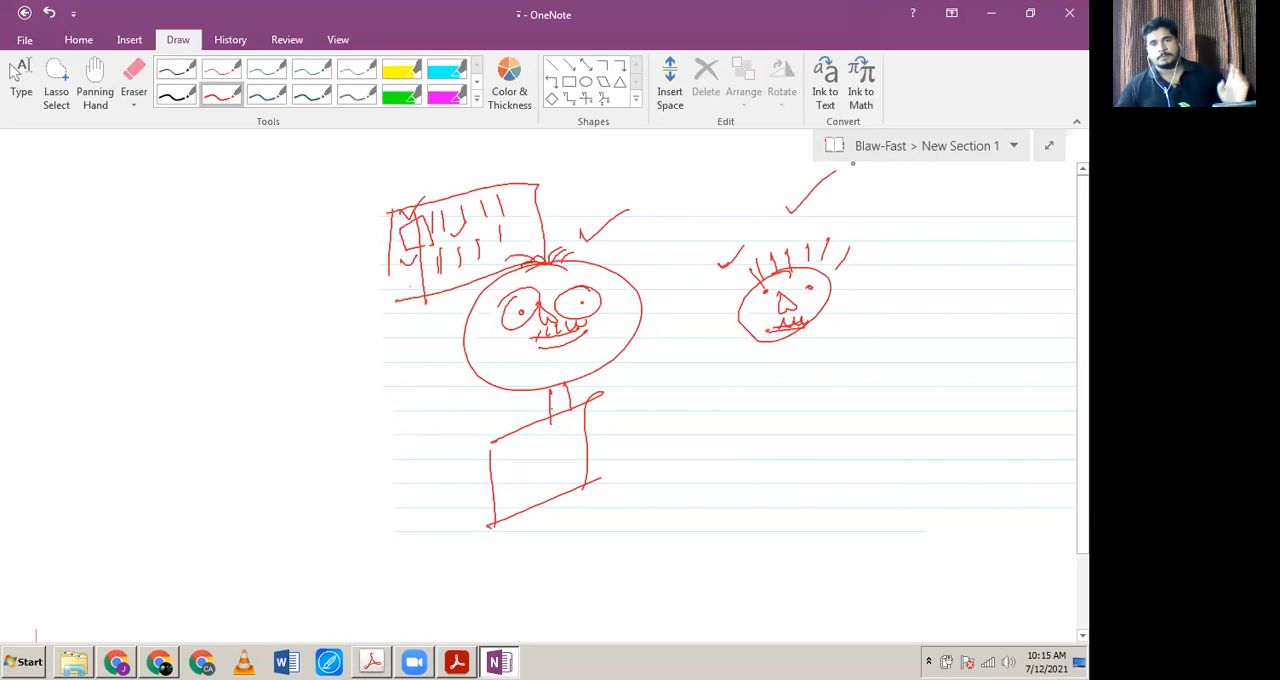 - OneNote
?
File Home Insert Draw History Review View
Type
Lasso Select
Panning Hand
Eraser
Color & Thickness
Insert Space
Delete
Arrange
Rotate
Ink to Text
Ink to Math
Tools Shapes Edit Convert
Blaw-Fast > New Section 1
Start
10:15 AM
7/12/2021